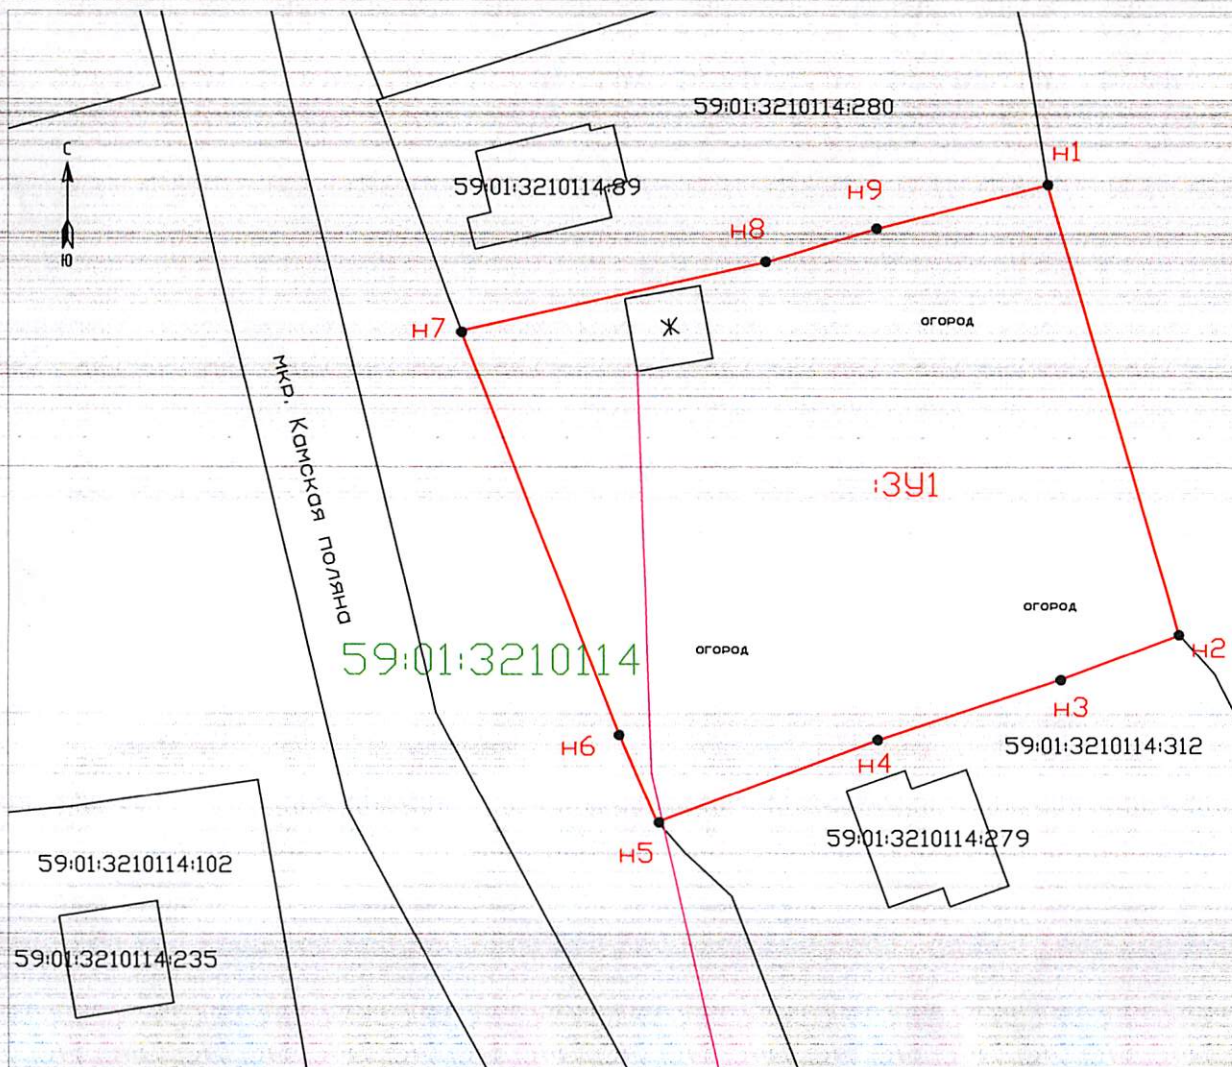 59:01:3210114:280
н1
С
59:01:3210114:89
н9
н8
Ю
н7
Ж
огород
мкр. Камская поляна
:ЗУ1
огород
59:01:3210114
огород
н2
н3
н6
59:01:3210114:312
н4
59:01:3210114:279
н5
59:01:3210114:102
59:01:3210114:235